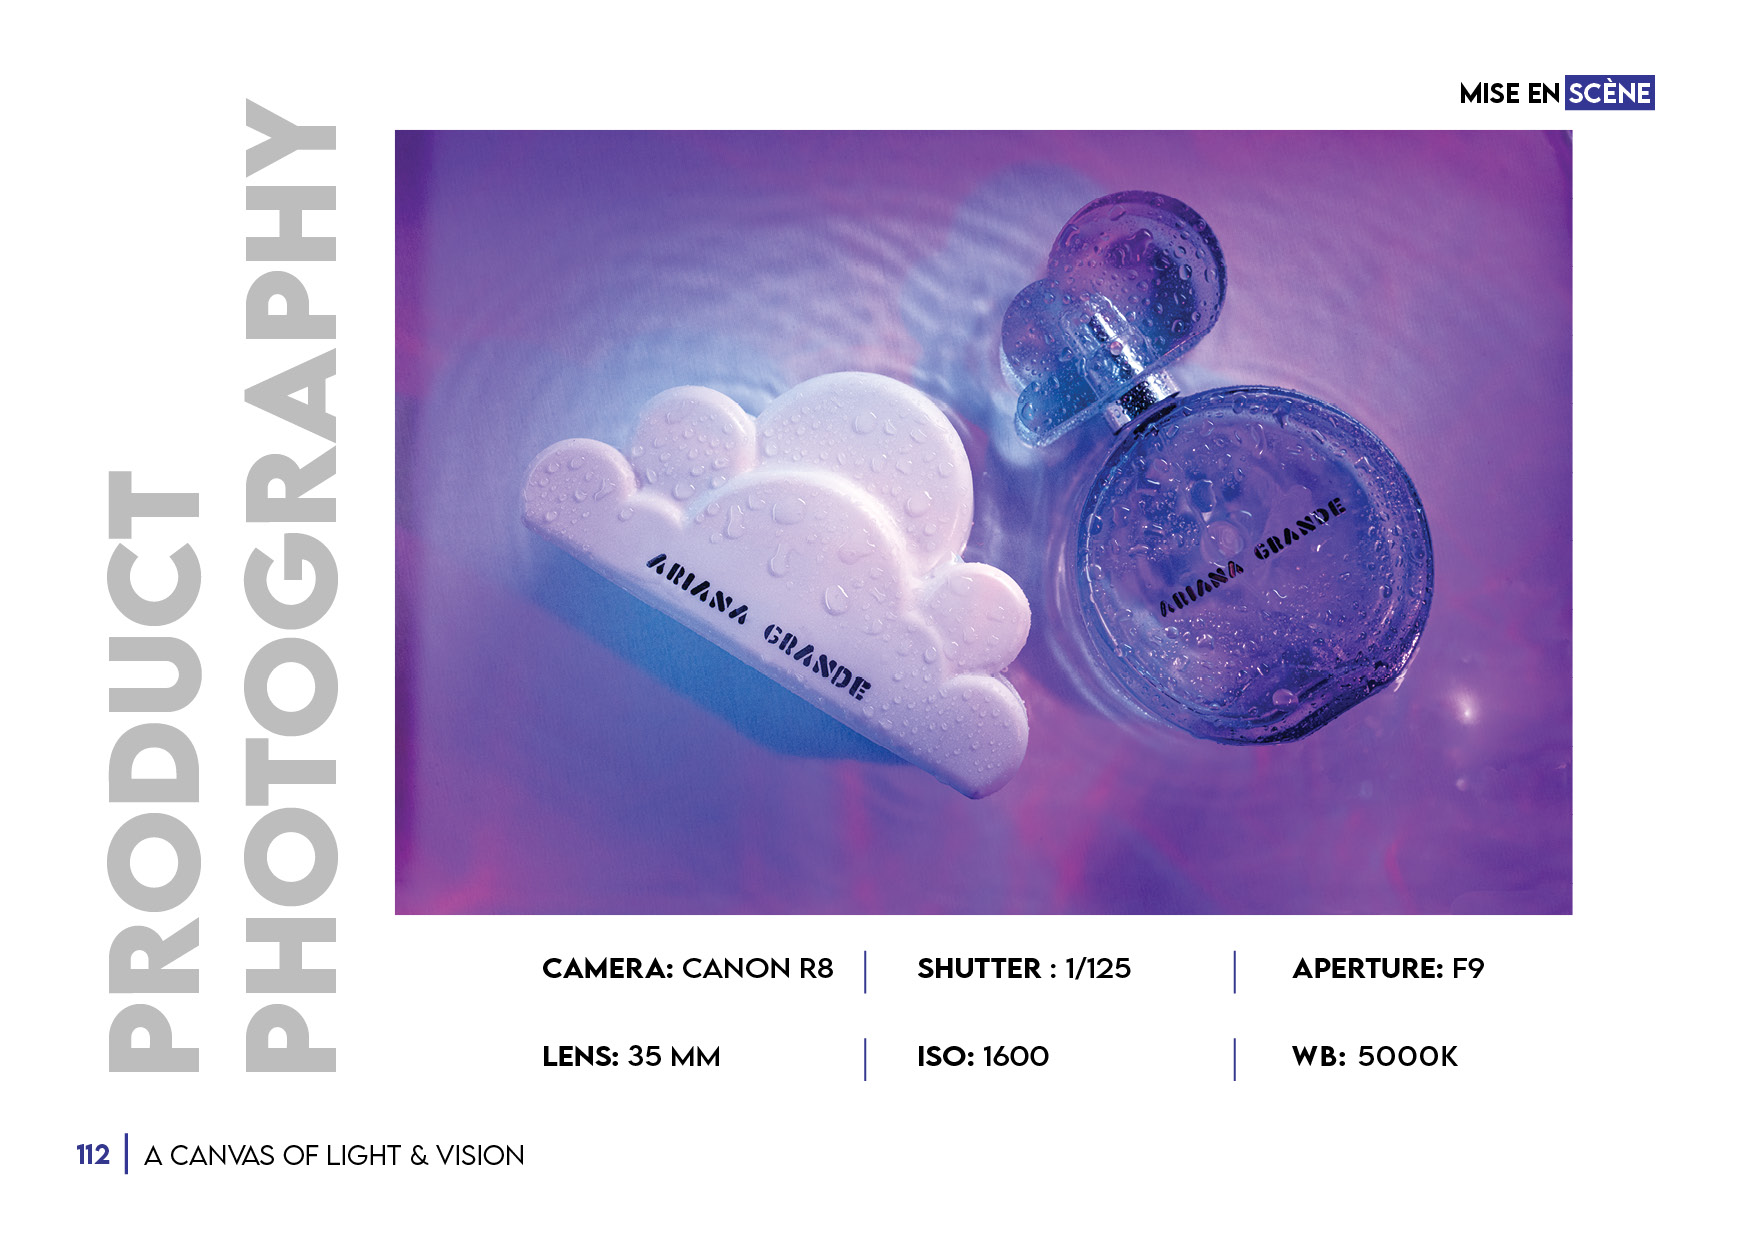 MISE EN SCÈNE
PRODUCT
PHOTOGRAPHY
ARIANA GRANDE
ARIANA GRANDE
CAMERA: CANON R8
SHUTTER : 1/125
APERTURE: F9
LENS: 35 MM
ISO: 1600
WB: 5000K
112
A CANVAS OF LIGHT & VISION